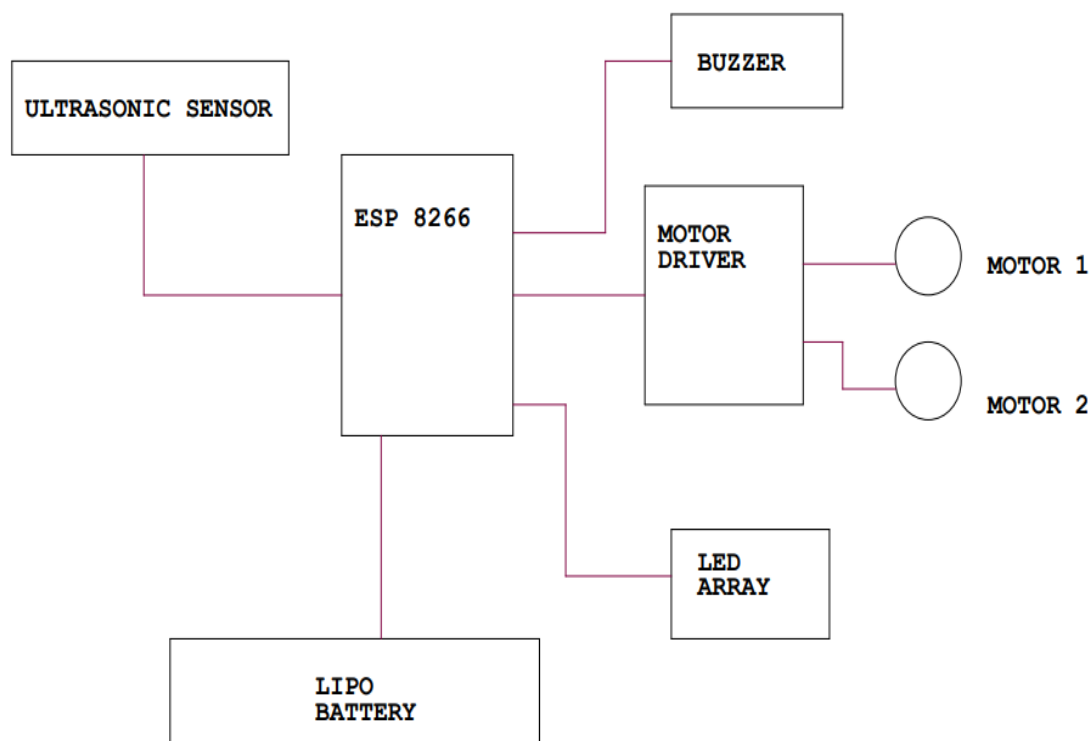 BUZZER
ULTRASONIC SENSOR
ESP 8266
MOTOR
DRIVER
MOTOR 1
MOTOR 2
LED
ARRAY
LIPO
BATTERY